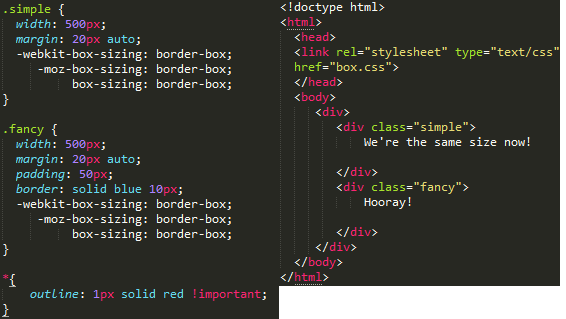 .simple {
  width: 500px;
  margin: 20px auto;
  -webkit-box-sizing: border-box;
     -moz-box-sizing: border-box;
          box-sizing: border-box;
}

.fancy {
  width: 500px;
  margin: 20px auto;
  padding: 50px;
  border: solid blue 10px;
  -webkit-box-sizing: border-box;
     -moz-box-sizing: border-box;
          box-sizing: border-box;
}

*{
    outline: 1px solid red !important;
}
<!doctype html>
<html>
  <head>
  <link rel="stylesheet" type="text/css"
  href="box.css">
  </head>
  <body>
     <div>
        <div class="simple">
            We're the same size now!

        </div>
        <div class="fancy">
            Hooray!

        </div>
     </div>
  </body>
</html>